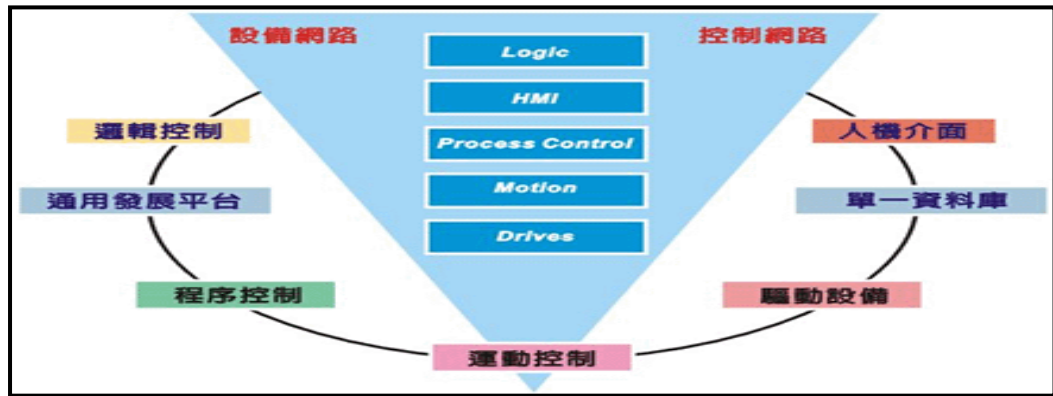 設備網路
控制網路
Logic
HMI
Process Control
Motion
Drives
邏輯控制
人機介面
通用發展平台
單一資料庫
程序控制
驅動設備
運動控制